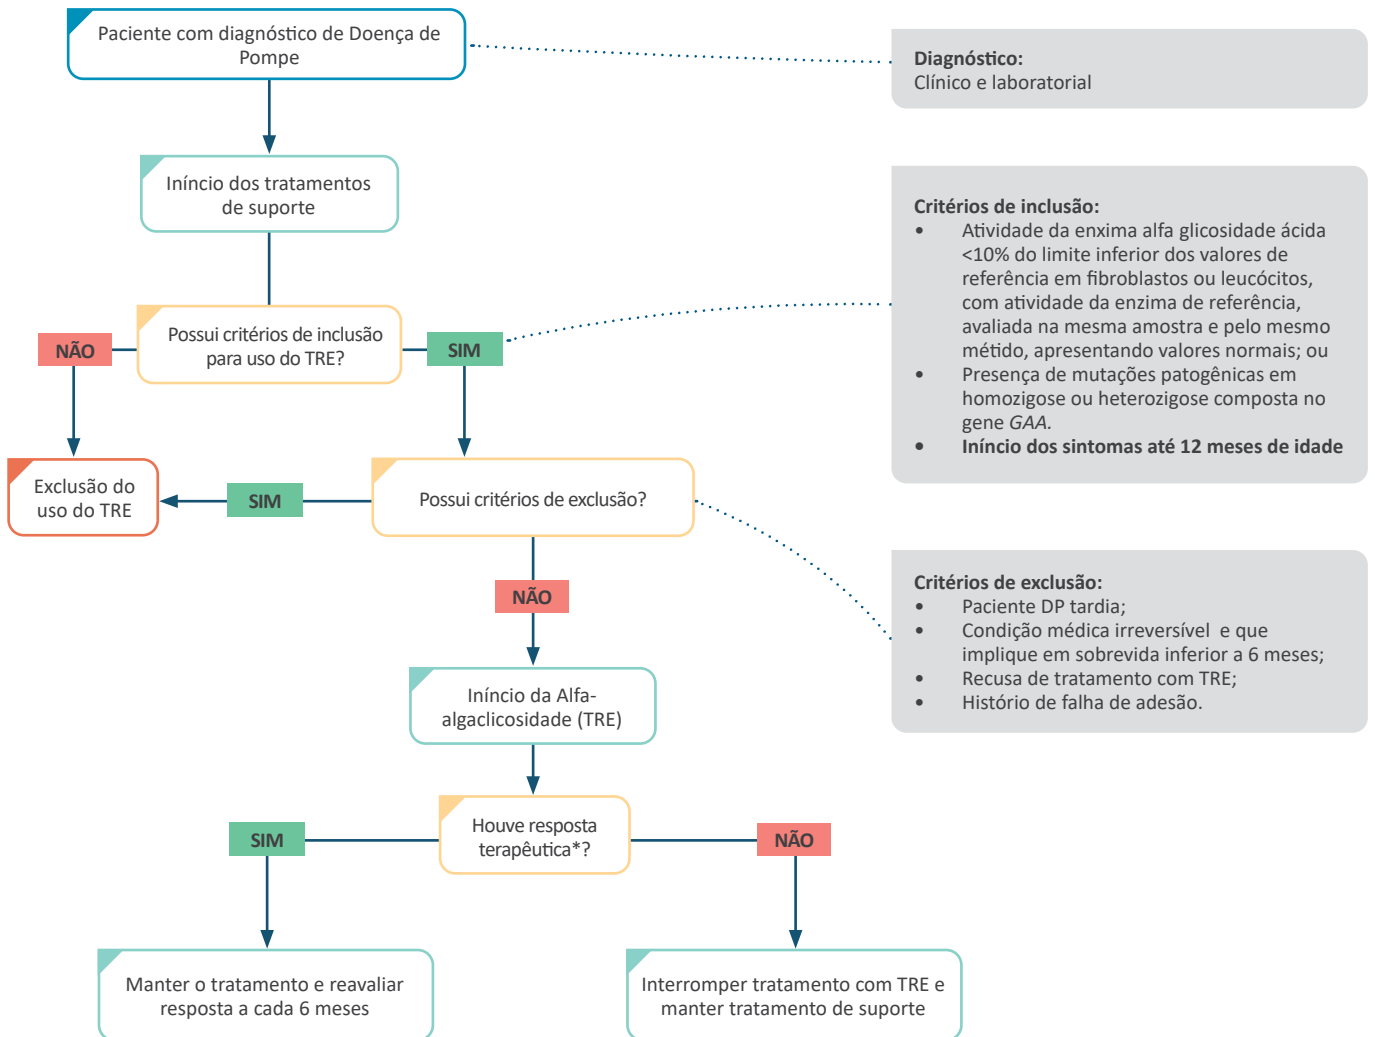 Paciente com diagnóstico de Doença de
Pompe
Diagnóstico:
Clínico e laboratorial
Iníncio dos tratamentos
de suporte
Critérios de inclusão:
• Atividade da enxima alfa glicosidade ácida
<10% do limite inferior dos valores de
referência em fibroblastos ou leucócitos,
com atividade da enzima de referência,
avaliada na mesma amostra e pelo mesmo
métido, apresentando valores normais; ou
• Presença de mutações patogênicas em
homozigose ou heterozigose composta no
gene GAA.
• Iníncio dos sintomas até 12 meses de idade
Possui critérios de inclusão
para uso do TRE?
NÃO
SIM
Exclusão do
uso do TRE
SIM
Possui critérios de exclusão?
NÃO
Critérios de exclusão:
• Paciente DP tardia;
• Condição médica irreversível e que
implique em sobrevida inferior a 6 meses;
• Recusa de tratamento com TRE;
• Histório de falha de adesão.
Iníncio da Alfa-
algaclicosidade (TRE)
Houve resposta
terapêutica*?
SIM
NÃO
Manter o tratamento e reavaliar
resposta a cada 6 meses
Interromper tratamento com TRE e
manter tratamento de suporte